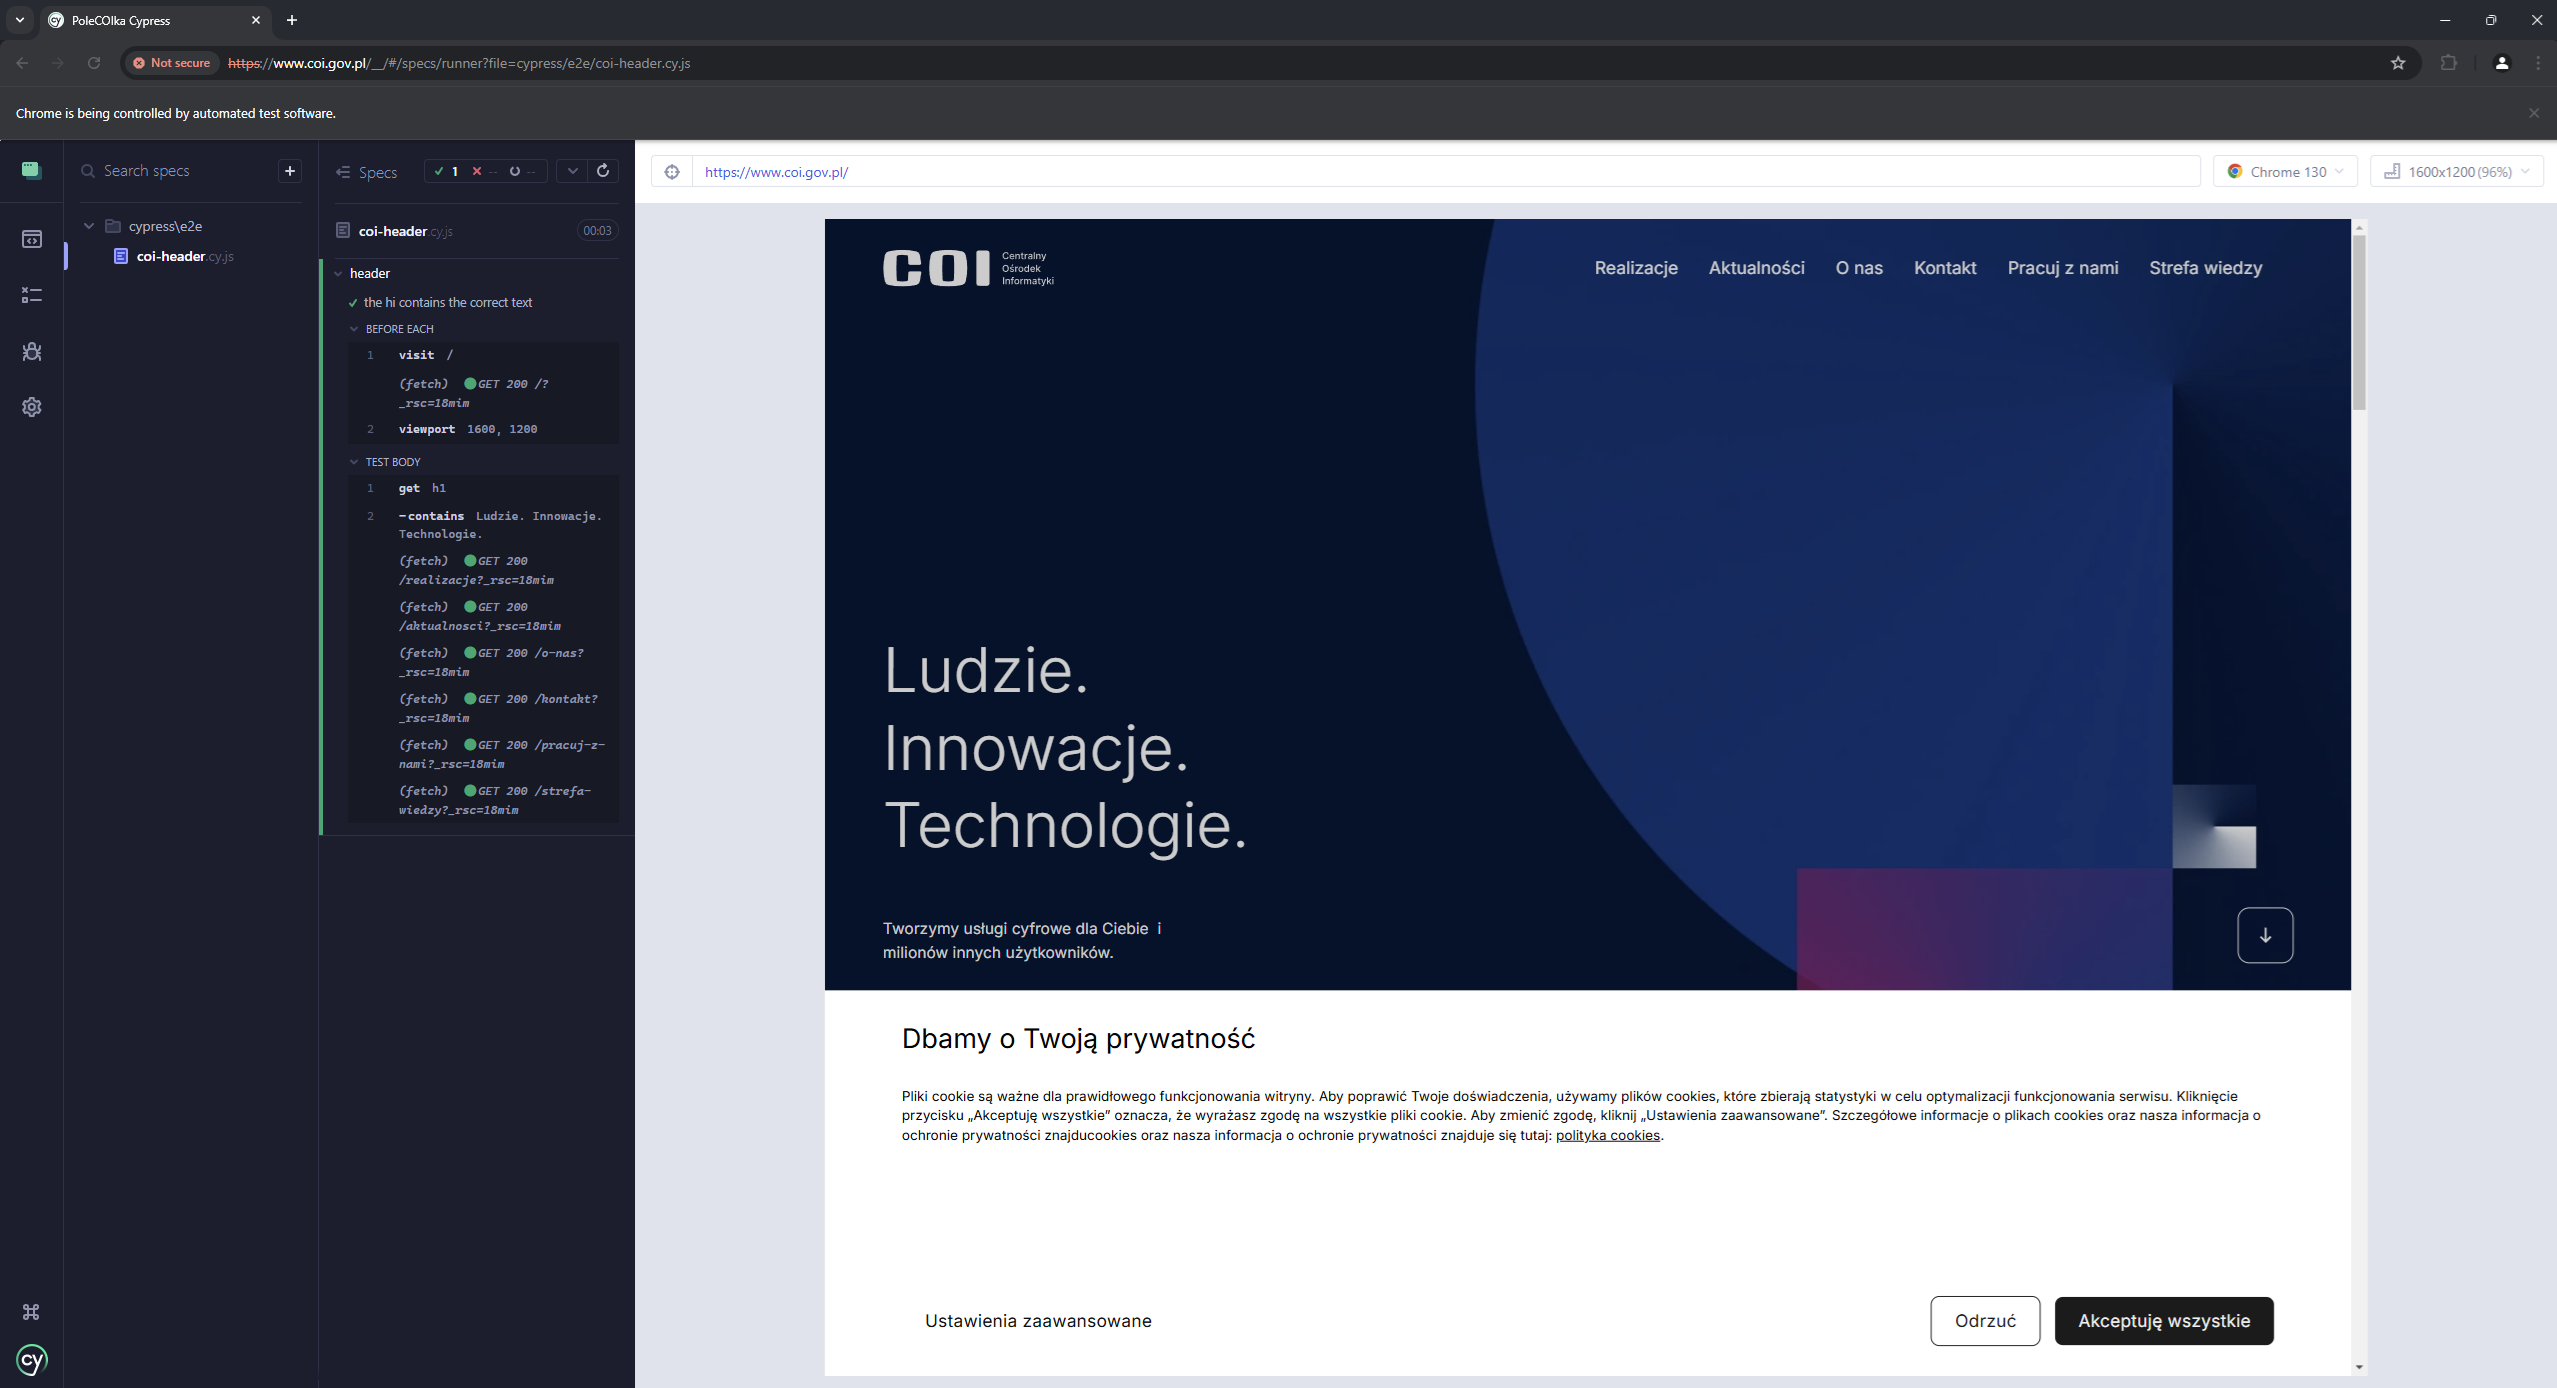 PoleCOIka Cypress
Not secure
https://www.coi.gov.pl/__/#/specs/runner?file=cypress/e2e/coi-header.cy.js
Chrome is being controlled by automated test software.
Search specs
cypress\e2e
coi-header.cy.js
Specs
1 -- --
coi-header.cy.js
00:03
header
the hi contains the correct text
BEFORE EACH
1 visit /
(fetch) GET 200 /?
_rsc=18mim
2 viewport 1600, 1200
TEST BODY
1 get h1
2 -contains Ludzie. Innowacje.
Technologie.
(fetch) GET 200
/realizacje?_rsc=18mim
(fetch) GET 200
/aktualnosci?_rsc=18mim
(fetch) GET 200 /o-nas?
_rsc=18mim
(fetch) GET 200 /kontakt?
_rsc=18mim
(fetch) GET 200 /pracuj-z-
nami?_rsc=18mim
(fetch) GET 200 /strefa-
wiedzy?_rsc=18mim
cy
https://www.coi.gov.pl/
Chrome 130
1600x1200 (96%)
COI
Centralny
Ośrodek
Informatyki
Realizacje
Aktualności
O nas
Kontakt
Pracuj z nami
Strefa wiedzy
Ludzie.
Innowacje.
Technologie.
Tworzymy usługi cyfrowe dla Ciebie i
milionów innych użytkowników.
Dbamy o Twoją prywatność
Pliki cookie są ważne dla prawidłowego funkcjonowania witryny. Aby poprawić Twoje doświadczenia, używamy plików cookies, które zbierają statystyki w celu optymalizacji funkcjonowania serwisu. Kliknięcie
przycisku „Akceptuję wszystkie” oznacza, że wyrażasz zgodę na wszystkie pliki cookie. Aby zmienić zgodę, kliknij „Ustawienia zaawansowane”. Szczegółowe informacje o plikach cookies oraz nasza informacja o
ochronie prywatności znajducookies oraz nasza informacja o ochronie prywatności znajduje się tutaj: polityka cookies.
Ustawienia zaawansowane
Odrzuć
Akceptuję wszystkie